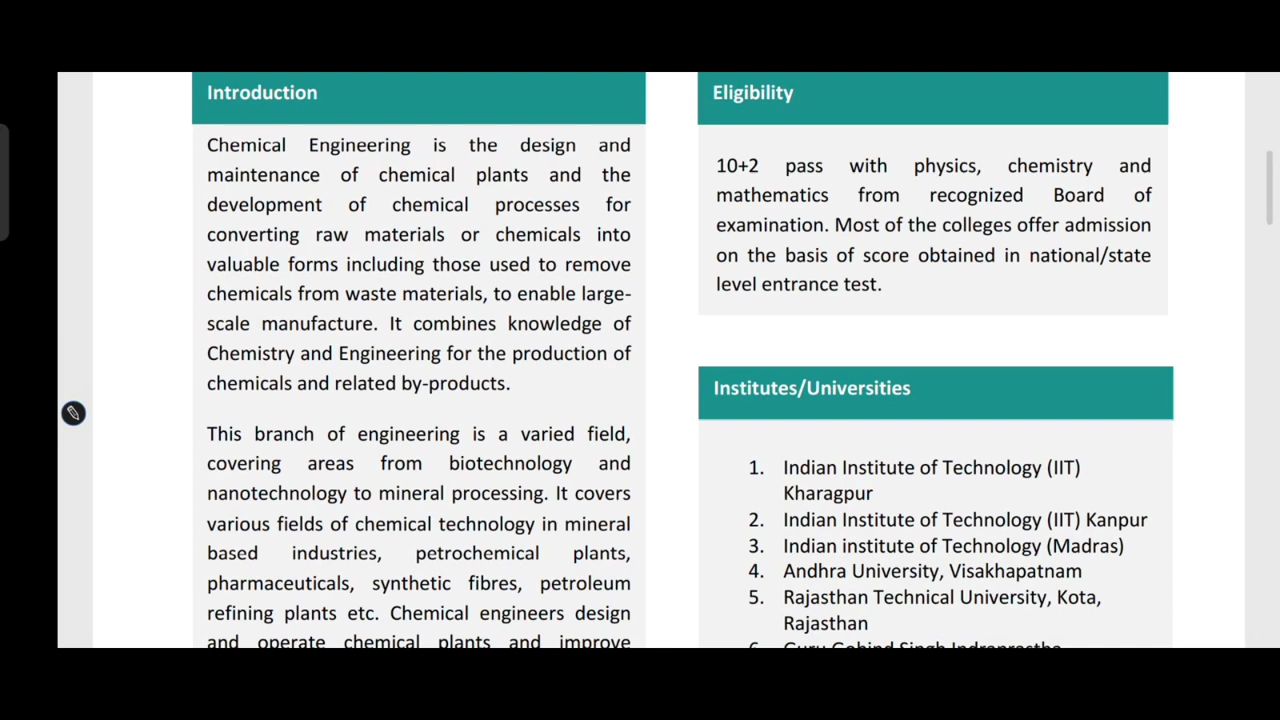 Introduction
Chemical Engineering is the design and
maintenance of chemical plants and the
development of chemical processes for
converting raw materials or chemicals into
valuable forms including those used to remove
chemicals from waste materials, to enable large-
scale manufacture. It combines knowledge of
Chemistry and Engineering for the production of
chemicals and related by-products.
This branch of engineering is a varied field,
covering areas from biotechnology and
nanotechnology to mineral processing. It covers
various fields of chemical technology in mineral
based industries, petrochemical plants,
pharmaceuticals, synthetic fibres, petroleum
refining plants etc. Chemical engineers design
and operate chemical plants and improve
Eligibility
10+2 pass with physics, chemistry and
mathematics from recognized Board of
examination. Most of the colleges offer admission
on the basis of score obtained in national/state
level entrance test.
Institutes/Universities
1. Indian Institute of Technology (IIT)
Kharagpur
2. Indian Institute of Technology (IIT) Kanpur
3. Indian institute of Technology (Madras)
4. Andhra University, Visakhapatnam
5. Rajasthan Technical University, Kota,
Rajasthan
6. Guru Gobind Singh Indraprastha